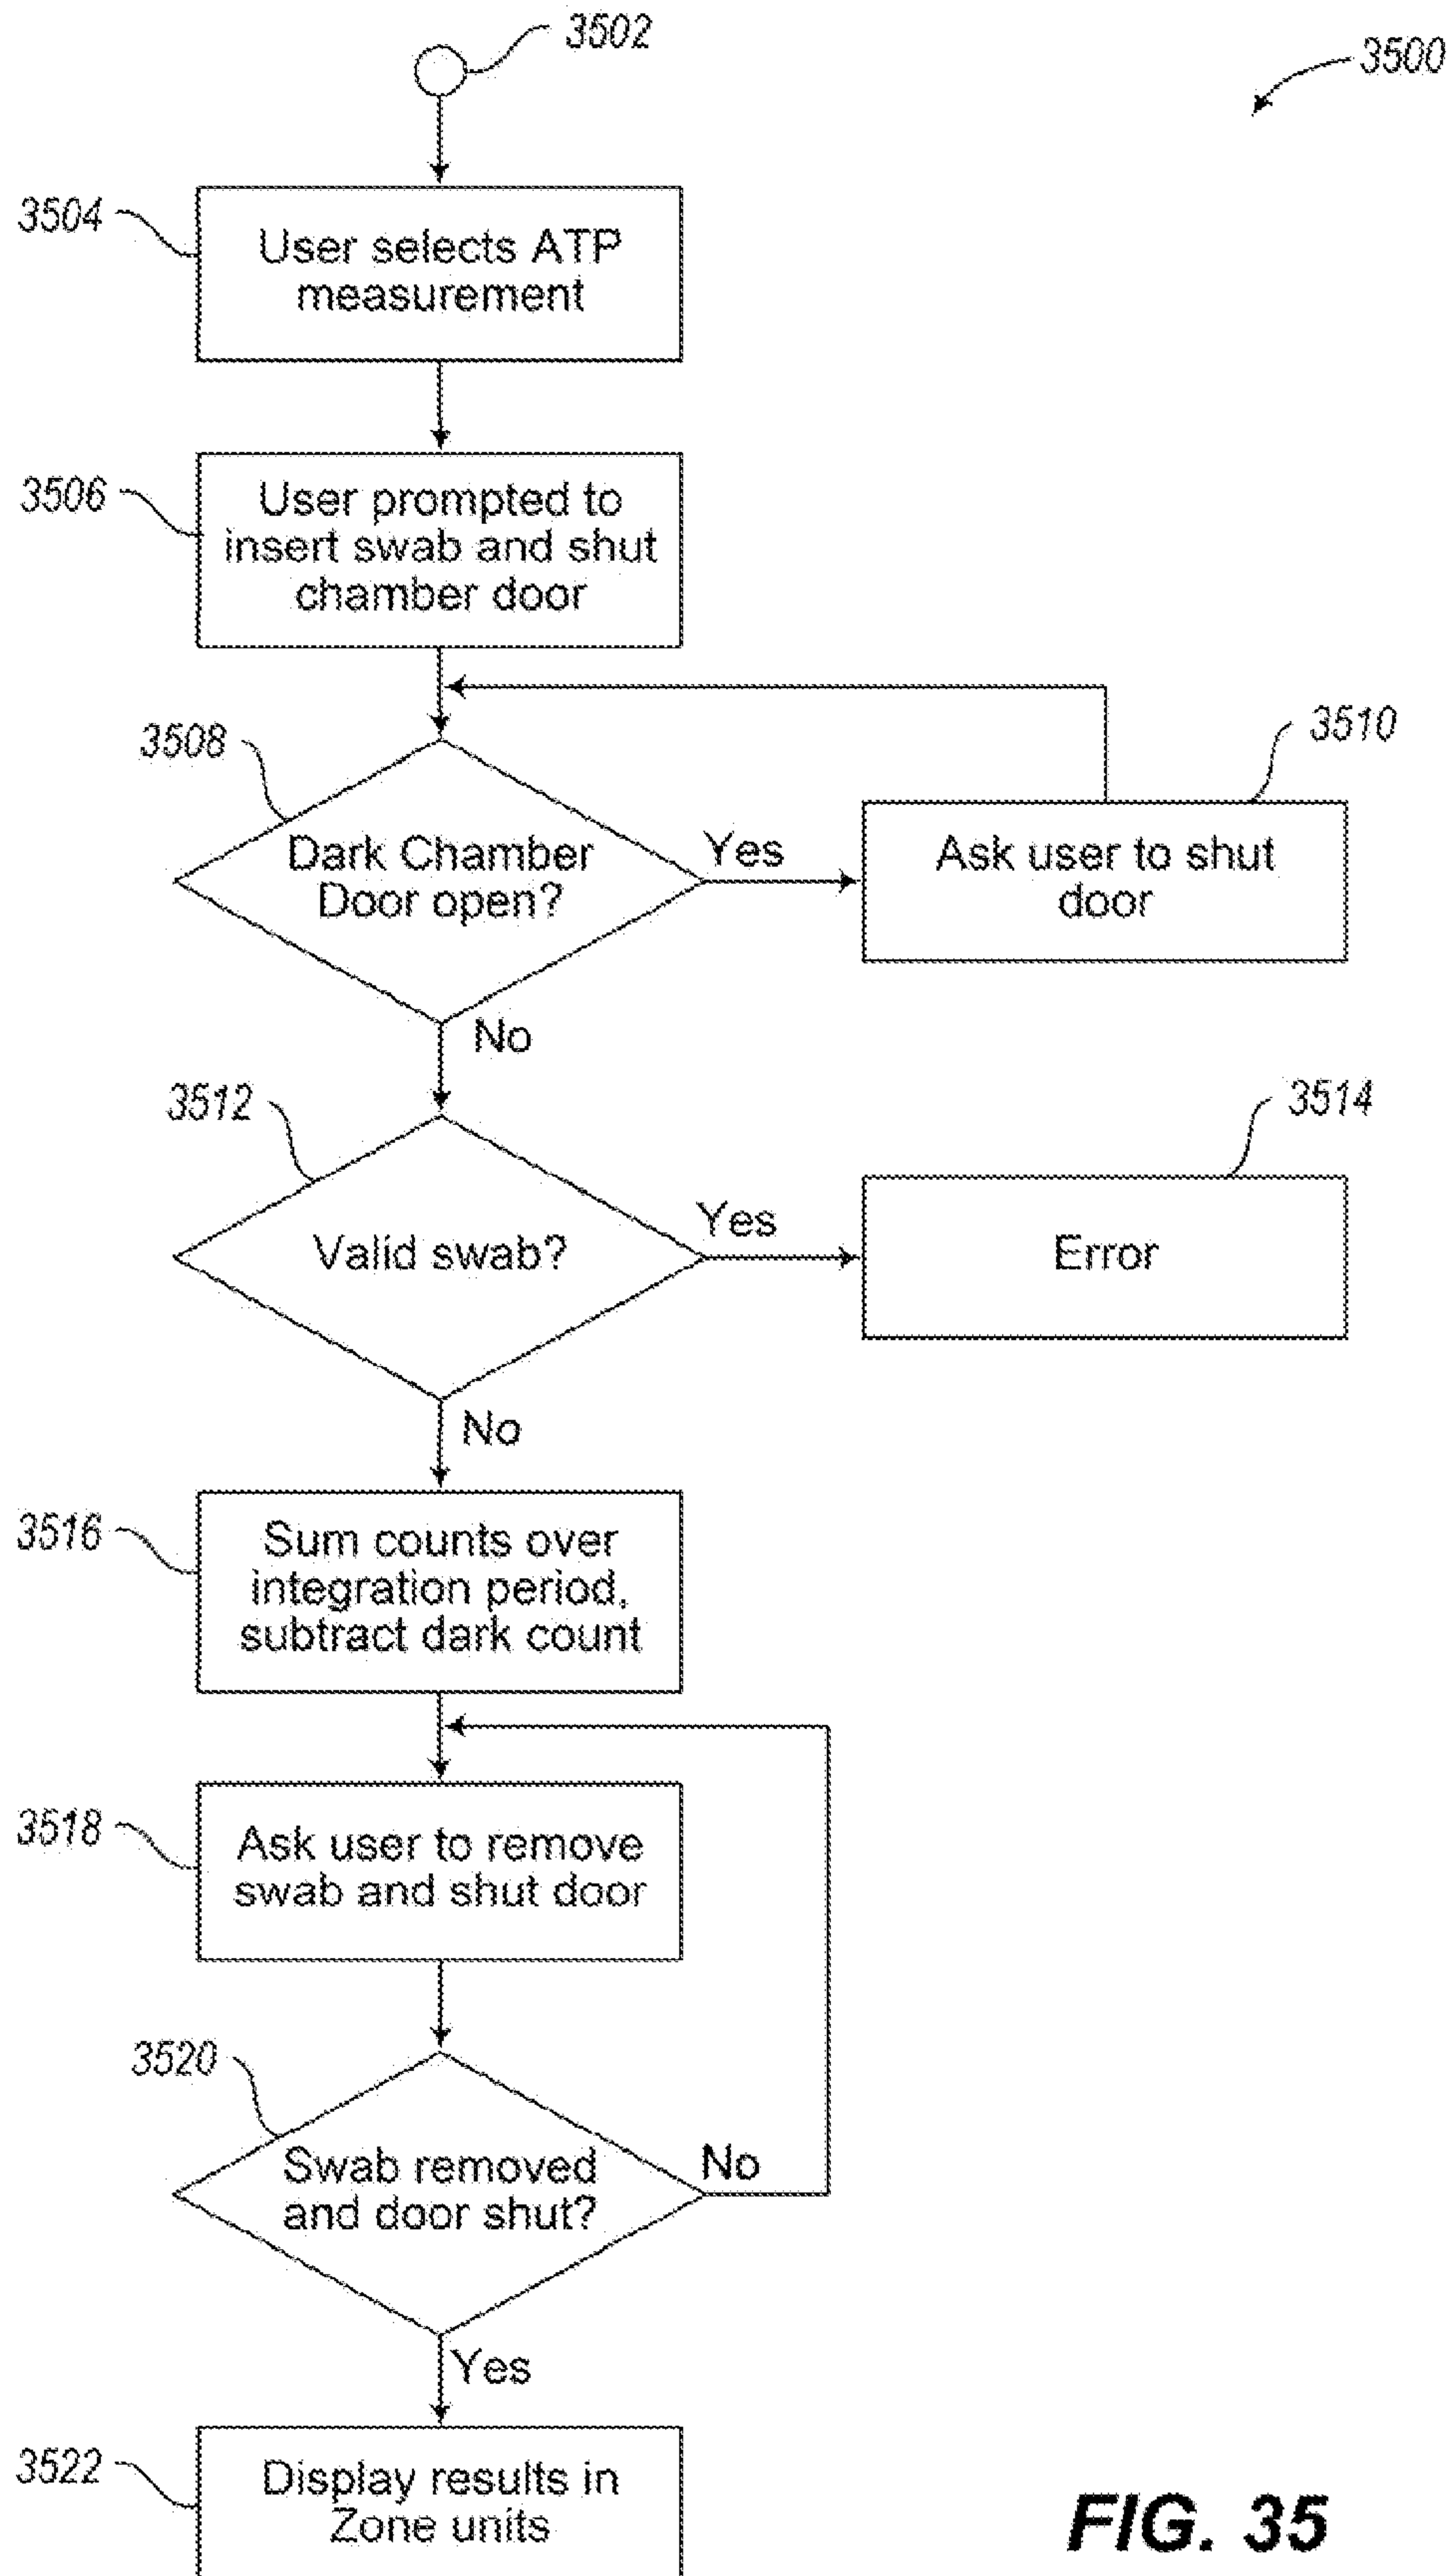 3502
3500
3504
User selects ATP
measurement
3506
User prompted to
insert swab and shut
chamber door
3508
Dark Chamber
Door open?
Yes
3510
Ask user to shut
door
No
3512
Valid swab?
Yes
3514
Error
No
3516
Sum counts over
integration period,
subtract dark count
3518
Ask user to remove
swab and shut door
3520
Swab removed
and door shut?
No
Yes
3522
Display results in
Zone units
FIG. 35